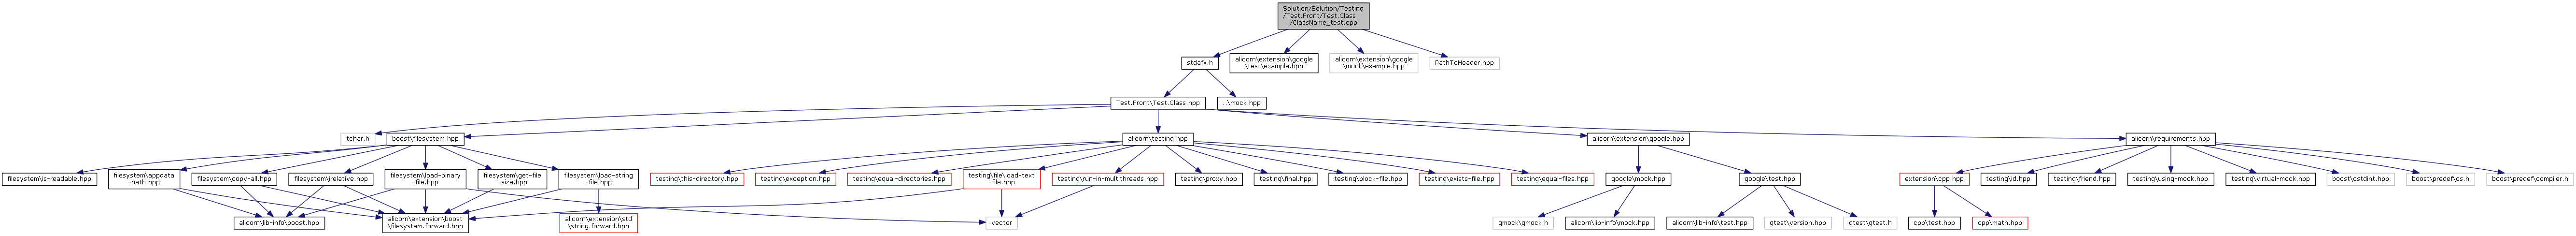 Solution/Solution/Testing
/Test.Front/Test.Class
/ClassName_test.cpp
stdafx.h
alicorn\extension\google
\test\example.hpp
alicorn\extension\google
\mock\example.hpp
PathToHeader.hpp
Test.Front\Test.Class.hpp
..\mock.hpp
tchar.h
boost\filesystem.hpp
alicorn\testing.hpp
alicorn\extension\google.hpp
alicorn\requirements.hpp
filesystem\is-readable.hpp
filesystem\appdata
-path.hpp
filesystem\copy-all.hpp
filesystem\relative.hpp
filesystem\load-binary
-file.hpp
filesystem\get-file
-size.hpp
filesystem\load-string
-file.hpp
testing\this-directory.hpp
testing\exception.hpp
testing\equal-directories.hpp
testing\file\load-text
-file.hpp
testing\run-in-multithreads.hpp
testing\proxy.hpp
testing\final.hpp
testing\block-file.hpp
testing\exists-file.hpp
testing\equal-files.hpp
google\mock.hpp
google\test.hpp
extension\cpp.hpp
testing\id.hpp
testing\friend.hpp
testing\using-mock.hpp
testing\virtual-mock.hpp
boost\cstdint.hpp
boost\predef\os.h
boost\predef\compiler.h
alicorn\lib-info\boost.hpp
alicorn\extension\boost
\filesystem.forward.hpp
alicorn\extension\std
\string.forward.hpp
vector
gmock\gmock.h
alicorn\lib-info\mock.hpp
alicorn\lib-info\test.hpp
gtest\version.hpp
gtest\gtest.h
cpp\test.hpp
cpp\math.hpp